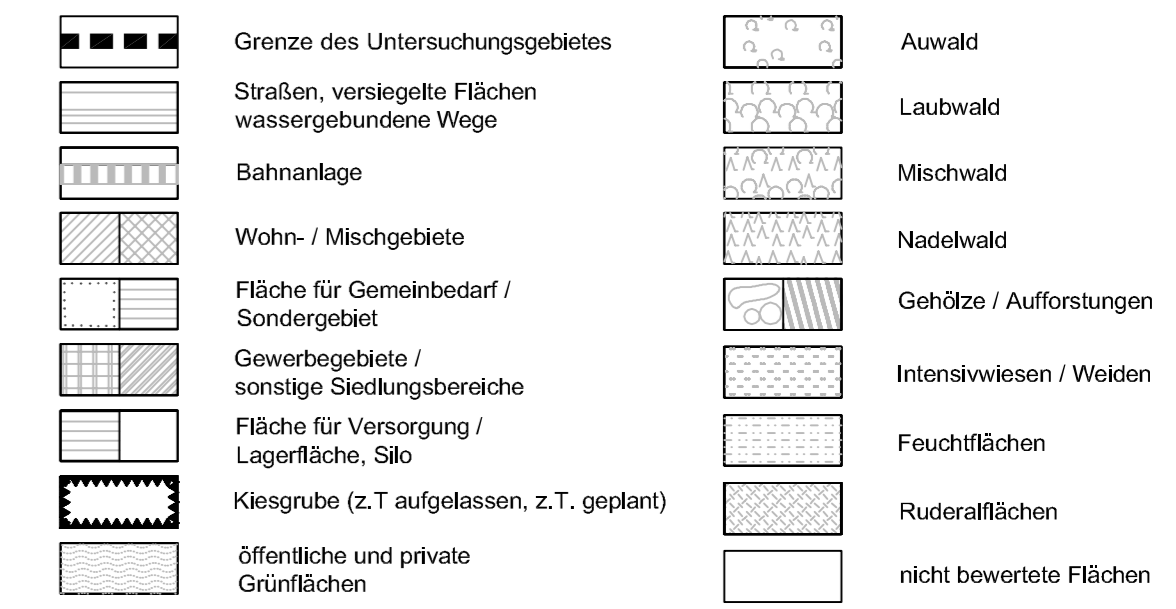 Grenze des Untersuchungsgebietes
Straßen, versiegelte Flächen
wassergebundene Wege
Bahnanlage
Wohn- / Mischgebiete
Fläche für Gemeinbedarf /
Sondergebiet
Gewerbegebiete /
sonstige Siedlungsbereiche
Fläche für Versorgung /
Lagerfläche, Silo
Kiesgrube (z.T aufgelassen, z.T. geplant)
öffentliche und private
Grünflächen
Auwald
Laubwald
Mischwald
Nadelwald
Gehölze / Aufforstungen
Intensivwiesen / Weiden
Feuchtflächen
Ruderalflächen
nicht bewertete Flächen